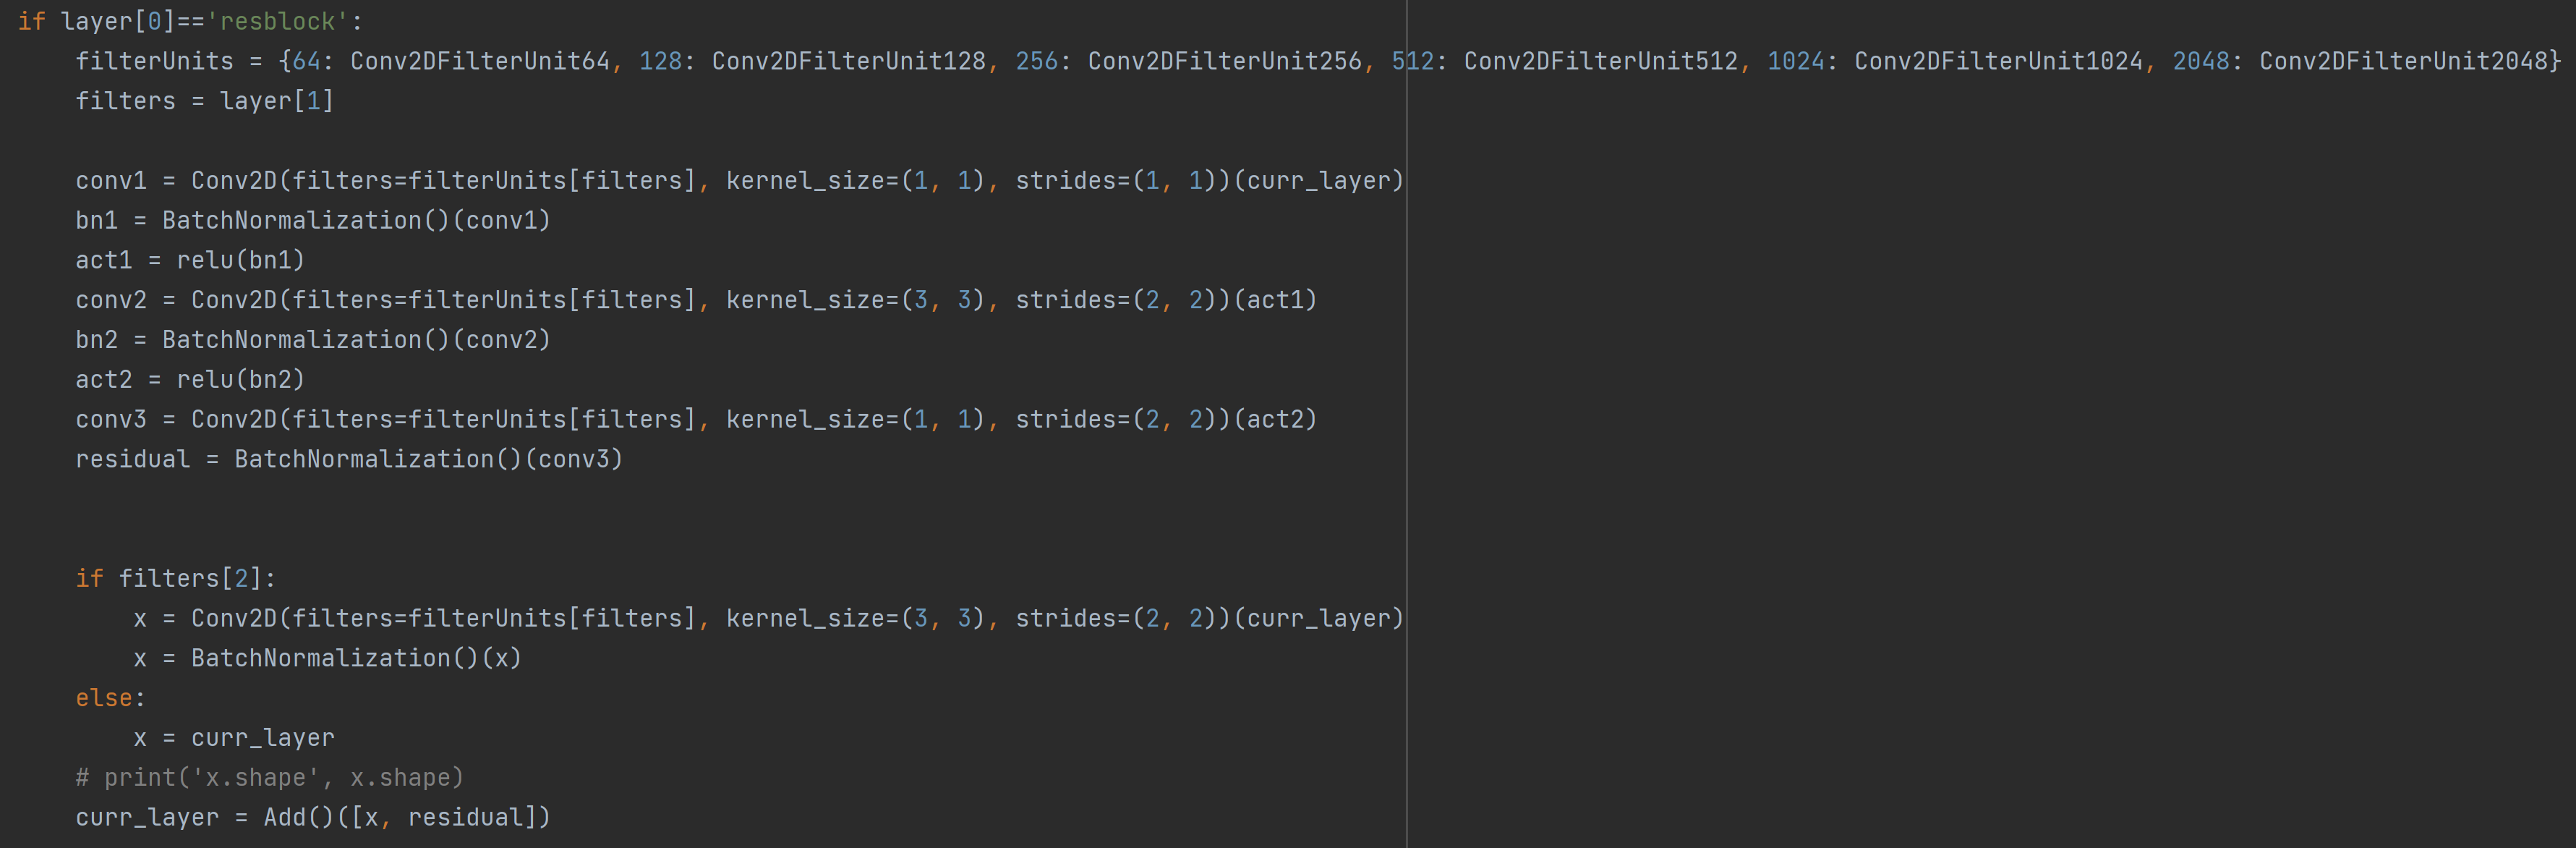 if layer[0]=='resblock':
    filterUnits = {64: Conv2DFilterUnit64, 128: Conv2DFilterUnit128, 256: Conv2DFilterUnit256, 512: Conv2DFilterUnit512, 1024: Conv2DFilterUnit1024, 2048: Conv2DFilterUnit2048}
    filters = layer[1]

    conv1 = Conv2D(filters=filterUnits[filters], kernel_size=(1, 1), strides=(1, 1))(curr_layer)
    bn1 = BatchNormalization()(conv1)
    act1 = relu(bn1)
    conv2 = Conv2D(filters=filterUnits[filters], kernel_size=(3, 3), strides=(2, 2))(act1)
    bn2 = BatchNormalization()(conv2)
    act2 = relu(bn2)
    conv3 = Conv2D(filters=filterUnits[filters], kernel_size=(1, 1), strides=(2, 2))(act2)
    residual = BatchNormalization()(conv3)


    if filters[2]:
        x = Conv2D(filters=filterUnits[filters], kernel_size=(3, 3), strides=(2, 2))(curr_layer)
        x = BatchNormalization()(x)
    else:
        x = curr_layer
    # print('x.shape', x.shape)
    curr_layer = Add()([x, residual])